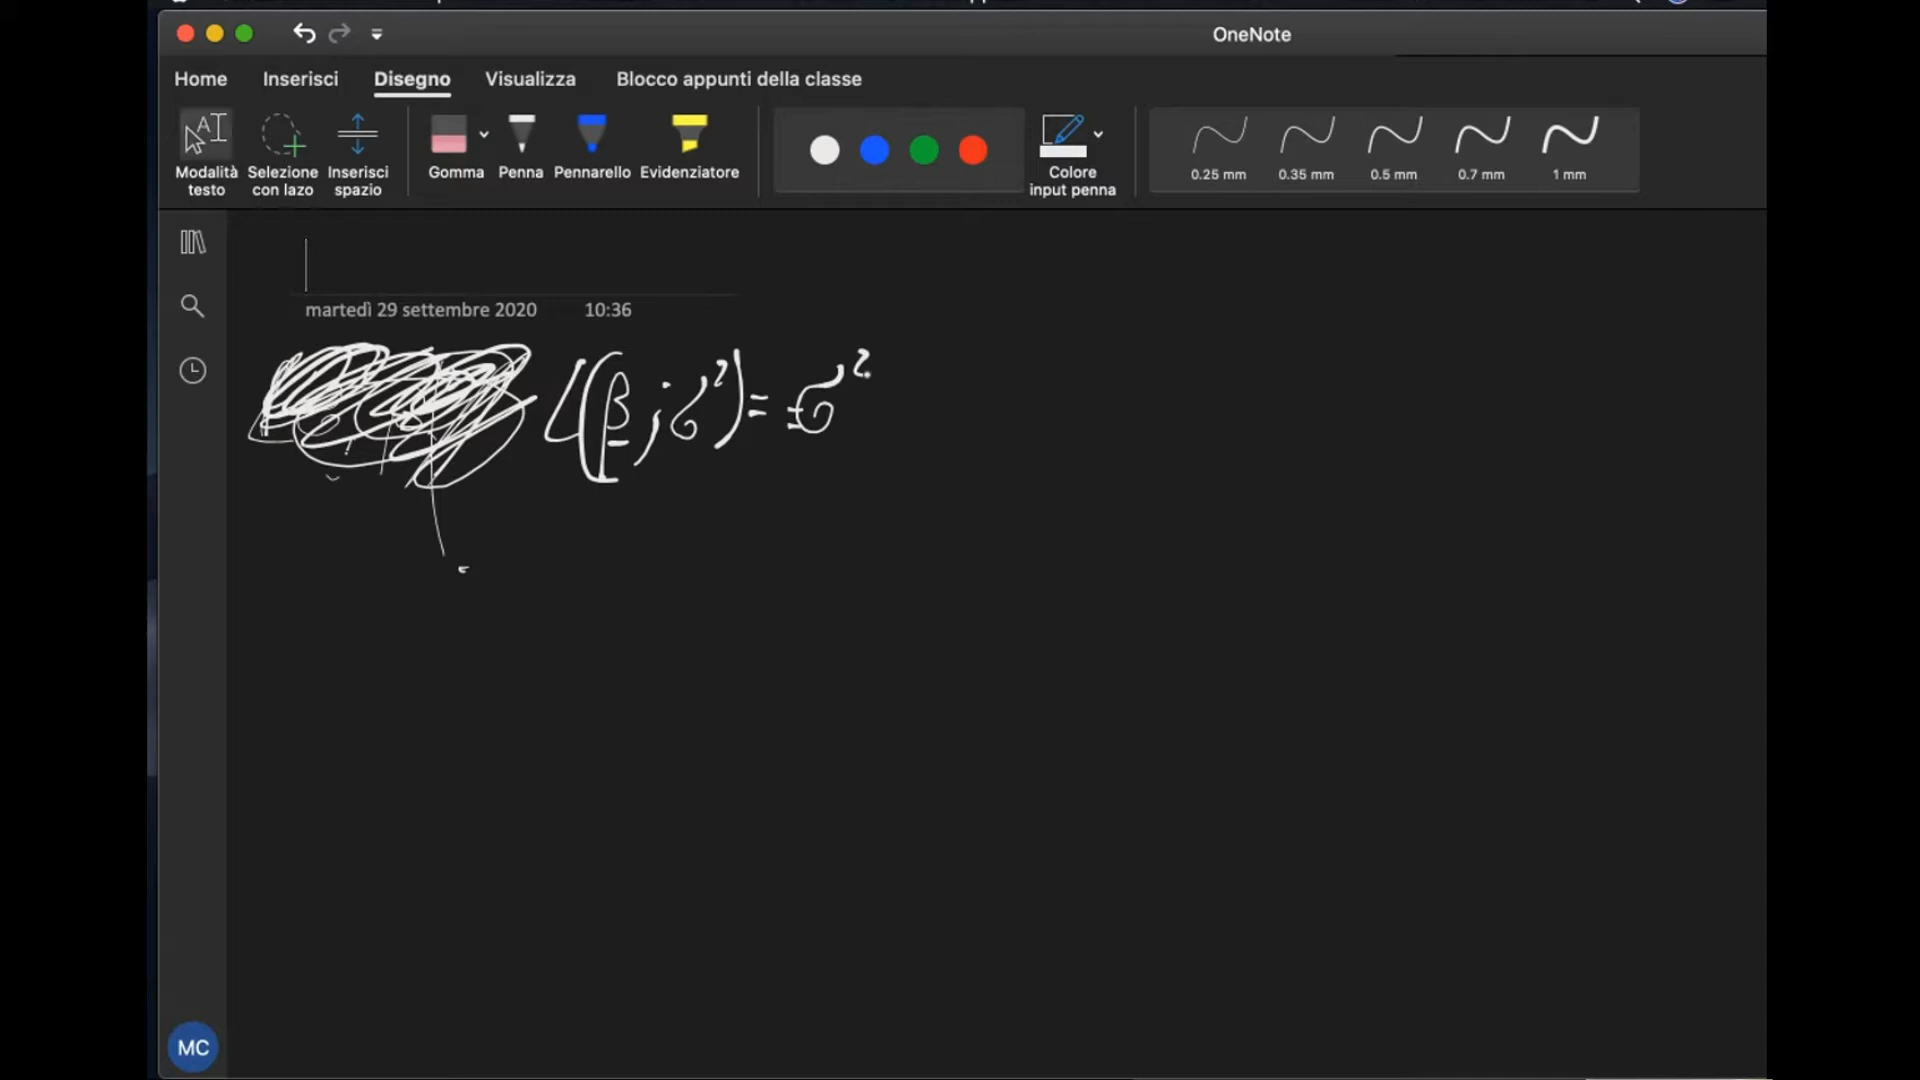 OneNote
Home Inserisci Disegno Visualizza Blocco appunti della classe
Modalità testo Selezione con lazo Inserisci spazio Gomma Penna Pennarello Evidenziatore Colore input penna 0.25 mm 0.35 mm 0.5 mm 0.7 mm 1 mm
martedì 29 settembre 2020 10:36
L(β;σ²)= σ²
MC